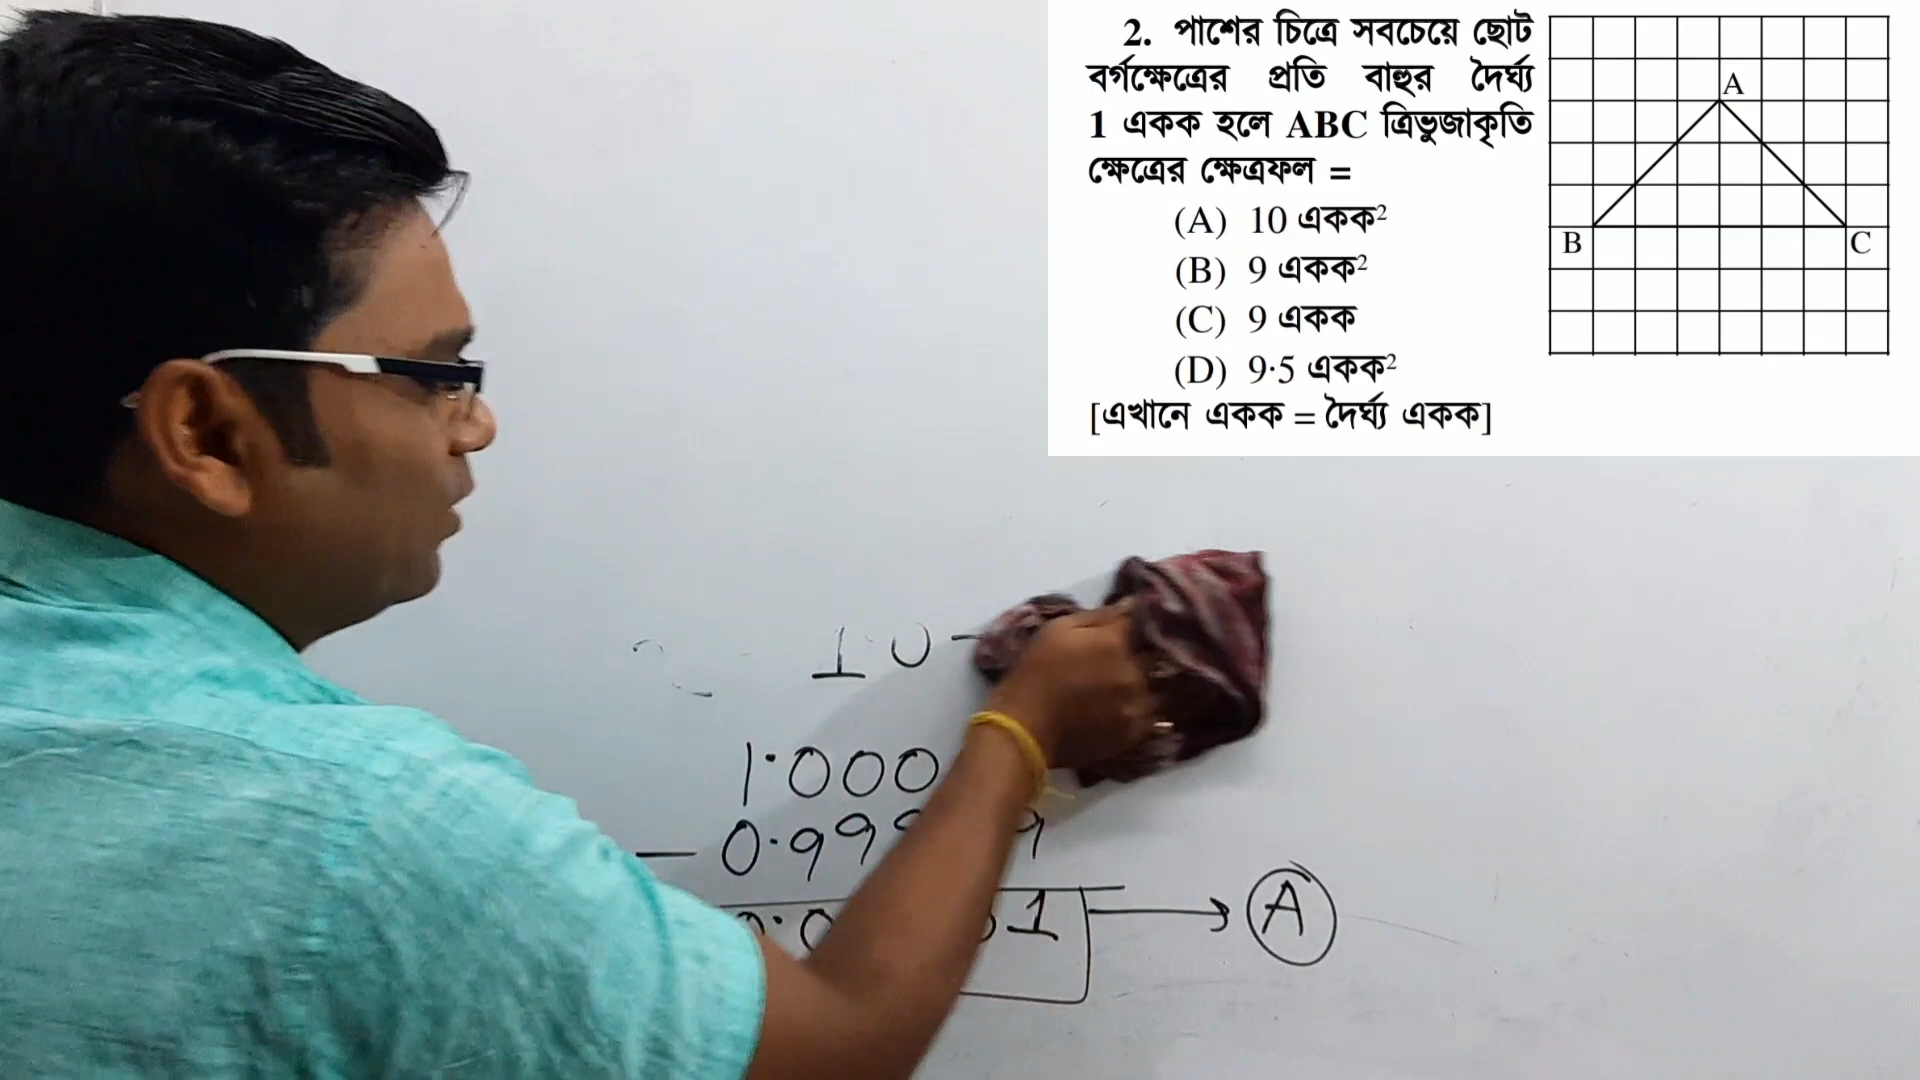 2. পাশের চিত্রে সবচেয়ে ছোট
বর্গক্ষেত্রের প্রতি বাহুর দৈর্ঘ্য
1 একক হলে ABC ত্রিভুজাকৃতি
ক্ষেত্রের ক্ষেত্রফল =
(A) 10 একক²
(B) 9 একক²
(C) 9 একক
(D) 9·5 একক²
[এখানে একক = দৈর্ঘ্য একক]
A
B
C
1·000
- 0·99
1
A